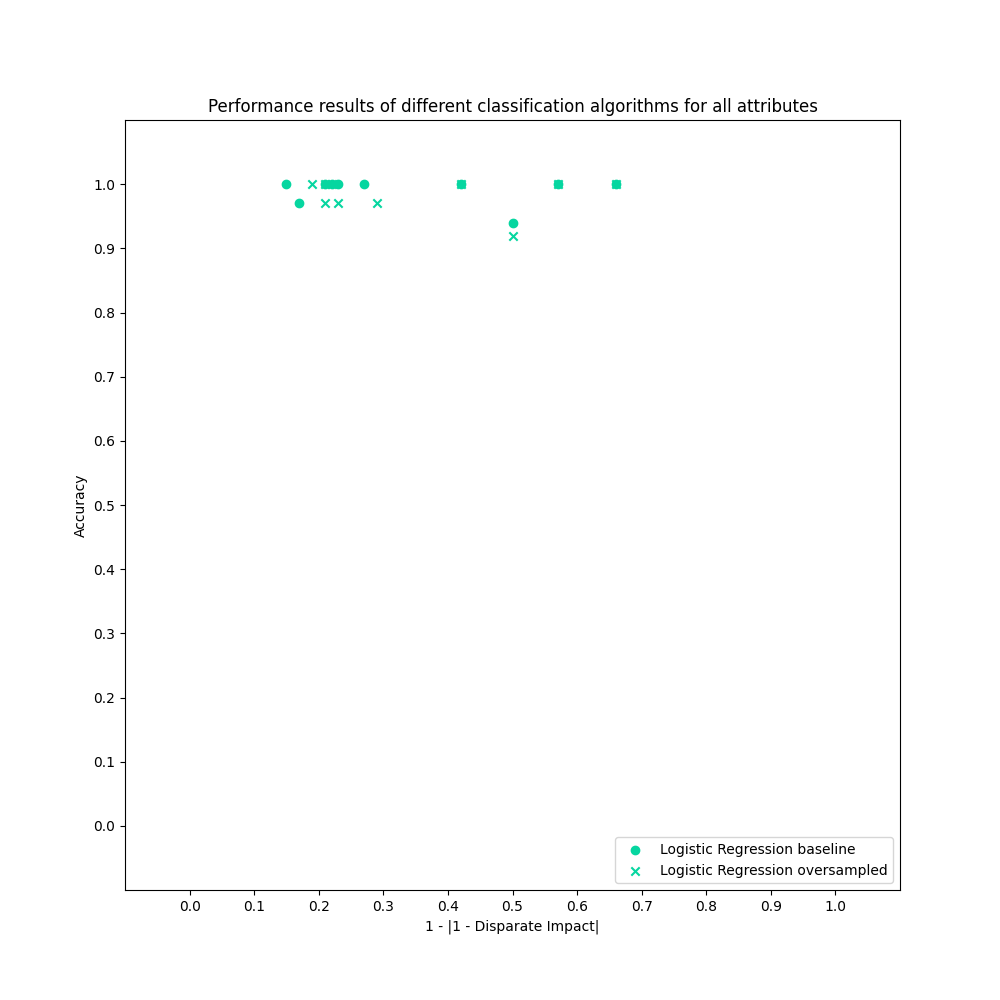 Performance results of different classification algorithms for all attributes
1.0
0.9
0.8
0.7
0.6
0.5
0.4
0.3
0.2
0.1
0.0
Accuracy
Logistic Regression baseline
Logistic Regression oversampled
0.0 0.1 0.2 0.3 0.4 0.5 0.6 0.7 0.8 0.9 1.0
1 - |1 - Disparate Impact|